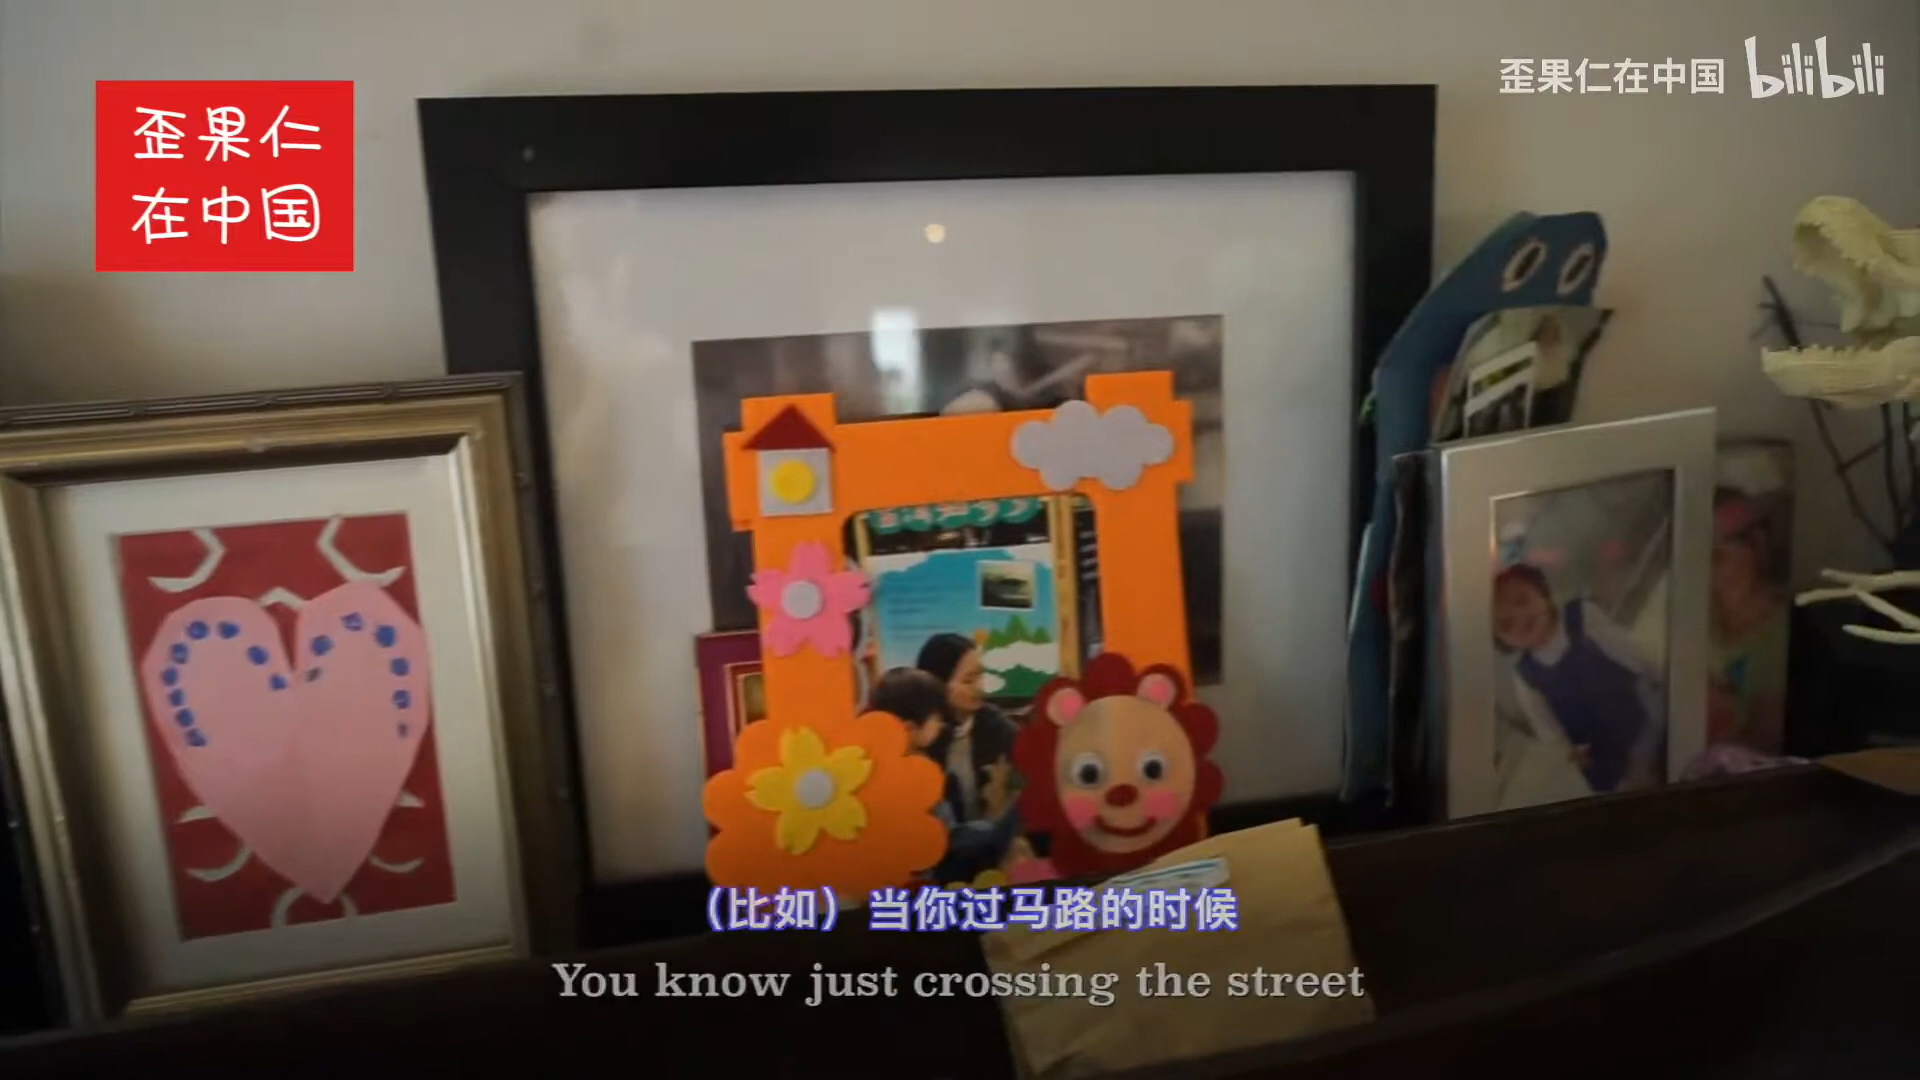 歪果仁
在中国
歪果仁在中国 bilibili
（比如）当你过马路的时候
You know just crossing the street